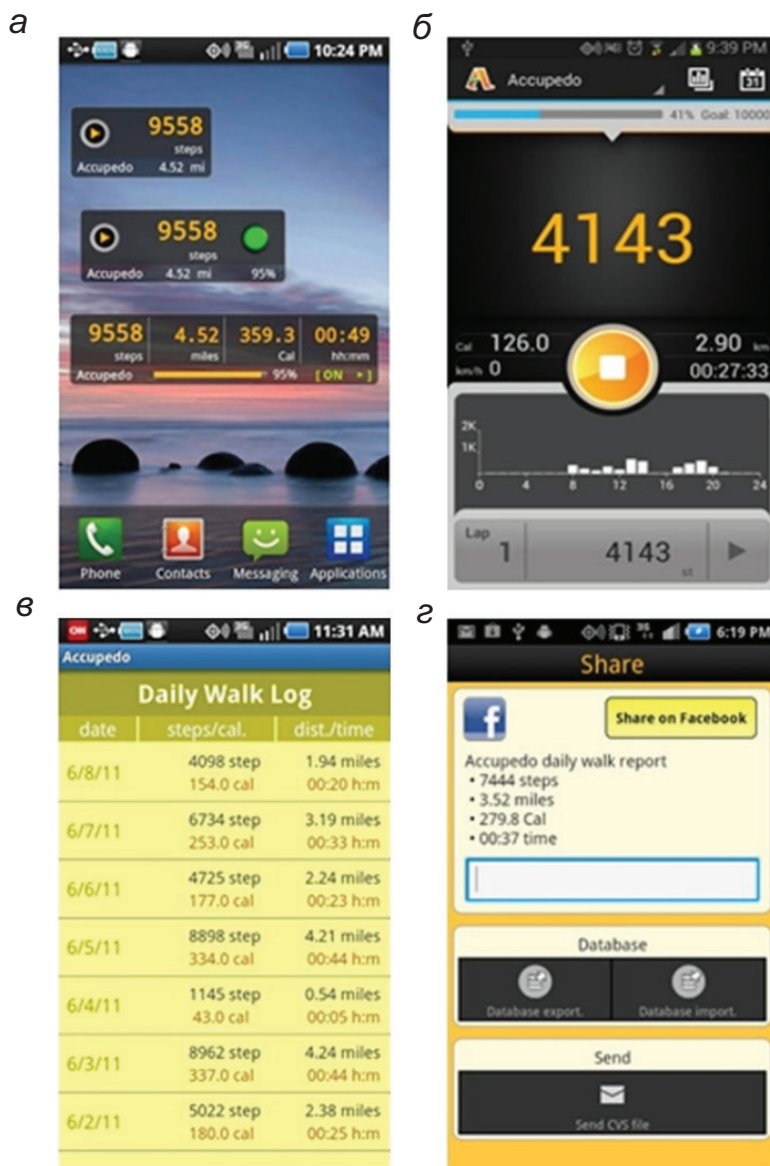 а
10:24 PM
9558
steps
Accupedo 4.52 mi
9558
steps
Accupedo 4.52 mi 95%
9558 4.52 359.3 00:49
steps miles Cal hh:mm
Accupedo 95% [ ON ▸ ]
Phone Contacts Messaging Applications
б
9:39 PM
Accupedo 31
41% Goal: 10000
4143
Cal 126.0 2.90 km
km/h 0 00:27:33
2K
1K
0 4 8 12 16 20 24
Lap
1 4143
st
в
11:31 AM
Accupedo
Daily Walk Log
date steps/cal. dist./time
6/8/11 4098 step 1.94 miles
154.0 cal 00:20 h:m
6/7/11 6734 step 3.19 miles
253.0 cal 00:33 h:m
6/6/11 4725 step 2.24 miles
177.0 cal 00:23 h:m
6/5/11 8898 step 4.21 miles
334.0 cal 00:44 h:m
6/4/11 1145 step 0.54 miles
43.0 cal 00:05 h:m
6/3/11 8962 step 4.24 miles
337.0 cal 00:44 h:m
6/2/11 5022 step 2.38 miles
180.0 cal 00:25 h:m
г
6:19 PM
Share
f Share on Facebook
Accupedo daily walk report
• 7444 steps
• 3.52 miles
• 279.8 Cal
• 00:37 time
Database
Database export. Database import.
Send
Send CVS file